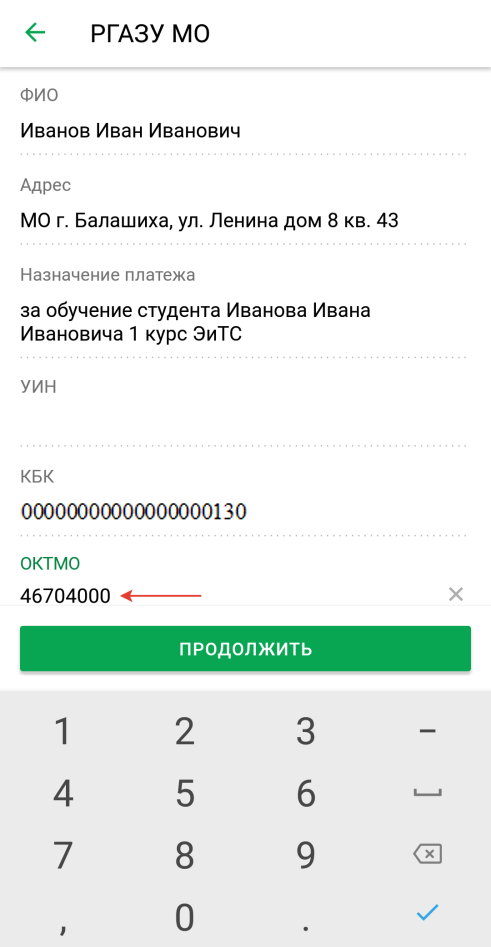 РГАЗУ МО
ФИО
Иванов Иван Иванович
Адрес
МО г. Балашиха, ул. Ленина дом 8 кв. 43
Назначение платежа
за обучение студента Иванова Ивана
Ивановича 1 курс ЭиТС
УИН
КБК
00000000000000000130
ОКТМО
46704000
ПРОДОЛЖИТЬ
1 2 3 –
4 5 6
7 8 9
, 0 .